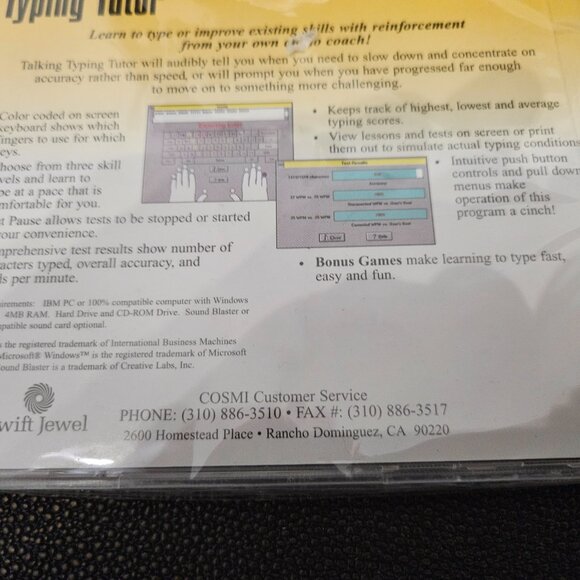 Typing Tutor
Learn to type or improve existing skills with reinforcement
from your own coach!
Talking Typing Tutor will audibly tell you when you need to slow down and concentrate on
accuracy rather than speed, or will prompt you when you have progressed far enough
to move on to something more challenging.
Color coded on screen
keyboard shows which
fingers to use for which
eys.
hoose from three skill
vels and learn to
pe at a pace that is
mfortable for you.
t Pause allows tests to be stopped or started
your convenience.
mprehensive test results show number of
acters typed, overall accuracy, and
s per minute.
• Keeps track of highest, lowest and average
typing scores.
• View lessons and tests on screen or print
them out to simulate actual typing conditions
• Intuitive push button
controls and pull down
menus make
operation of this
program a cinch!
Test Results
• Bonus Games make learning to type fast,
easy and fun.
irements: IBM PC or 100% compatible computer with Windows
4MB RAM. Hard Drive and CD-ROM Drive. Sound Blaster or
patible sound card optional.
s the registered trademark of International Business Machines
Microsoft® Windows™ is the registered trademark of Microsoft
ound Blaster is a trademark of Creative Labs, Inc.
wift Jewel
COSMI Customer Service
PHONE: (310) 886-3510 • FAX #: (310) 886-3517
2600 Homestead Place • Rancho Dominguez, CA 90220